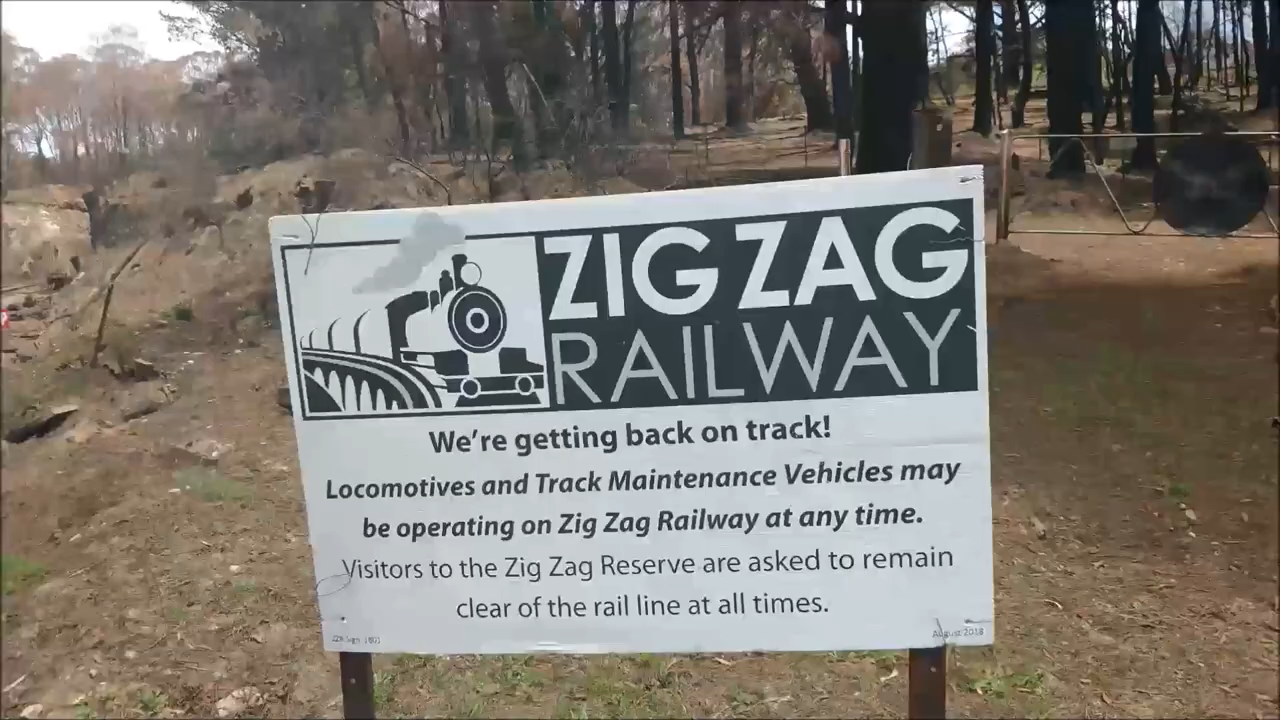 ZIG ZAG
RAILWAY
We're getting back on track!
Locomotives and Track Maintenance Vehicles may
be operating on Zig Zag Railway at any time.
Visitors to the Zig Zag Reserve are asked to remain
clear of the rail line at all times.
August 2018